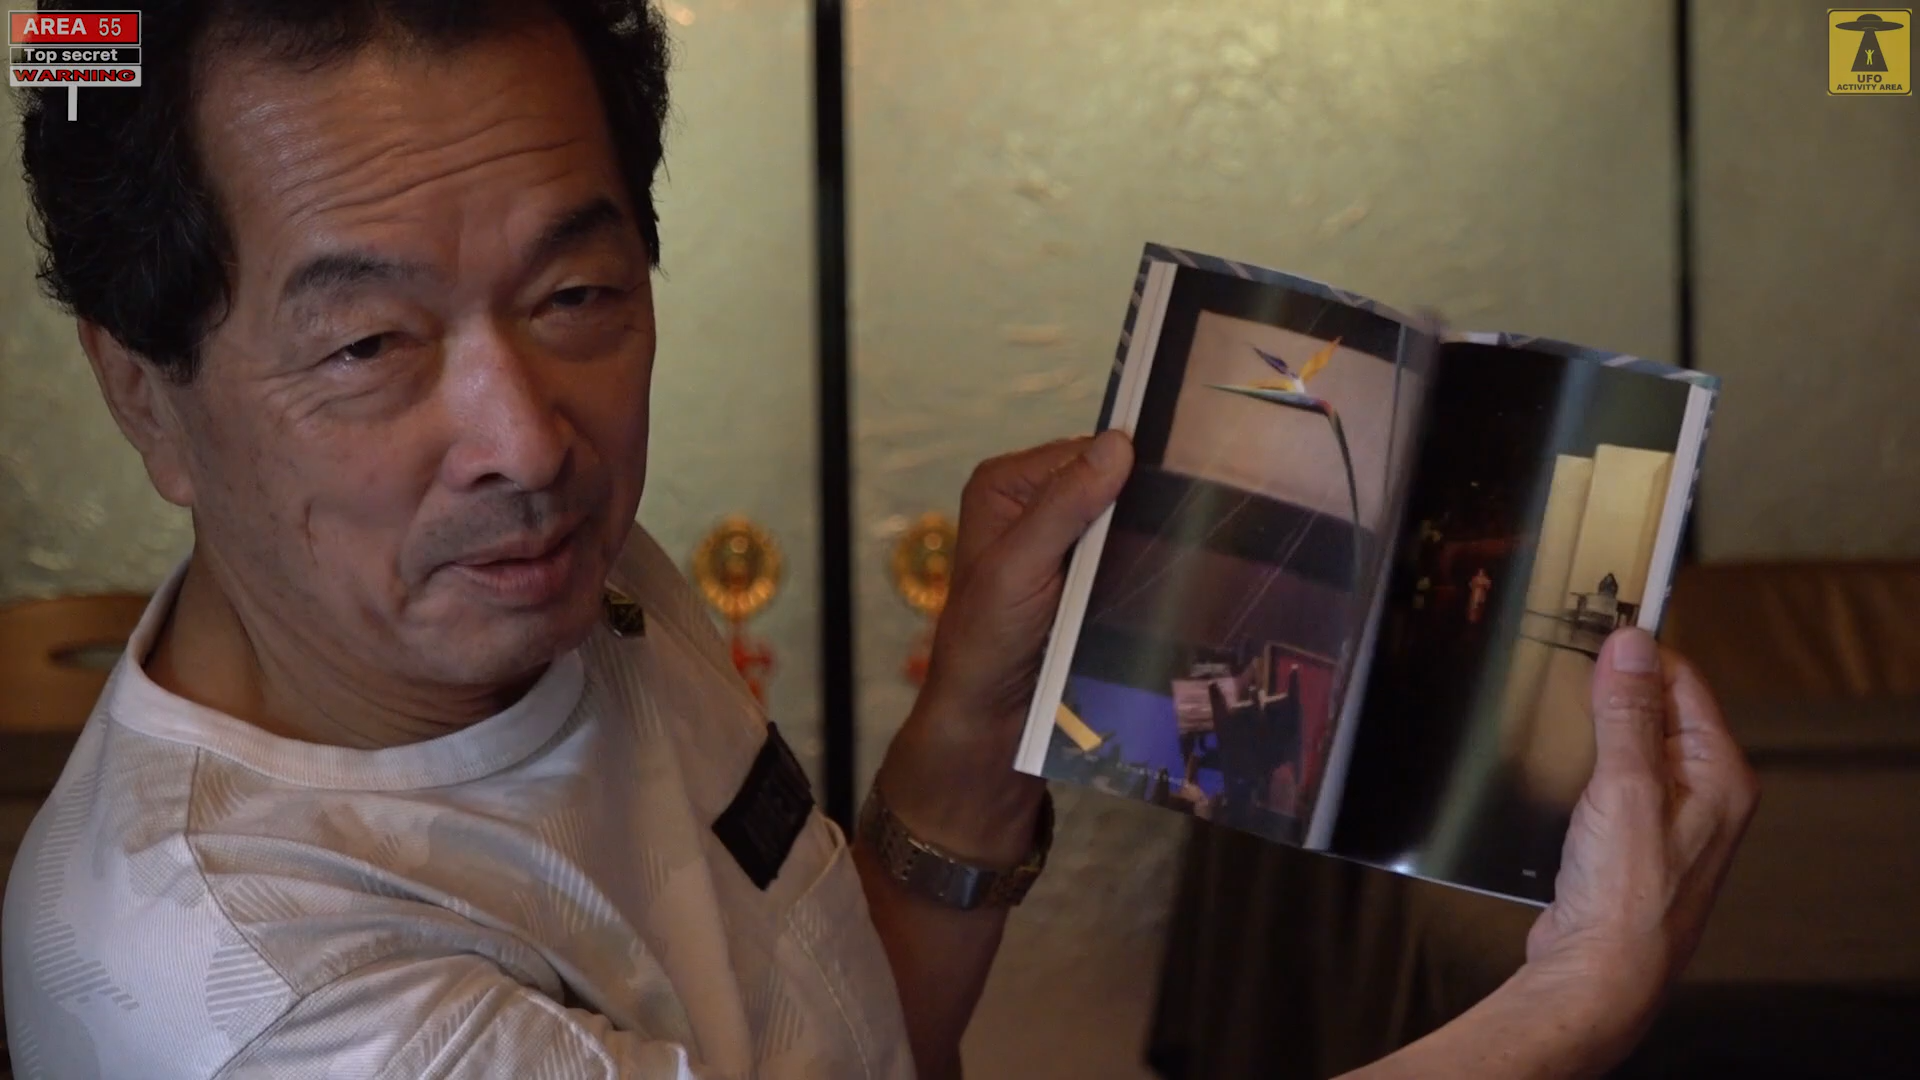 AREA 55
Top secret
WARNING
UFO
ACTIVITY AREA